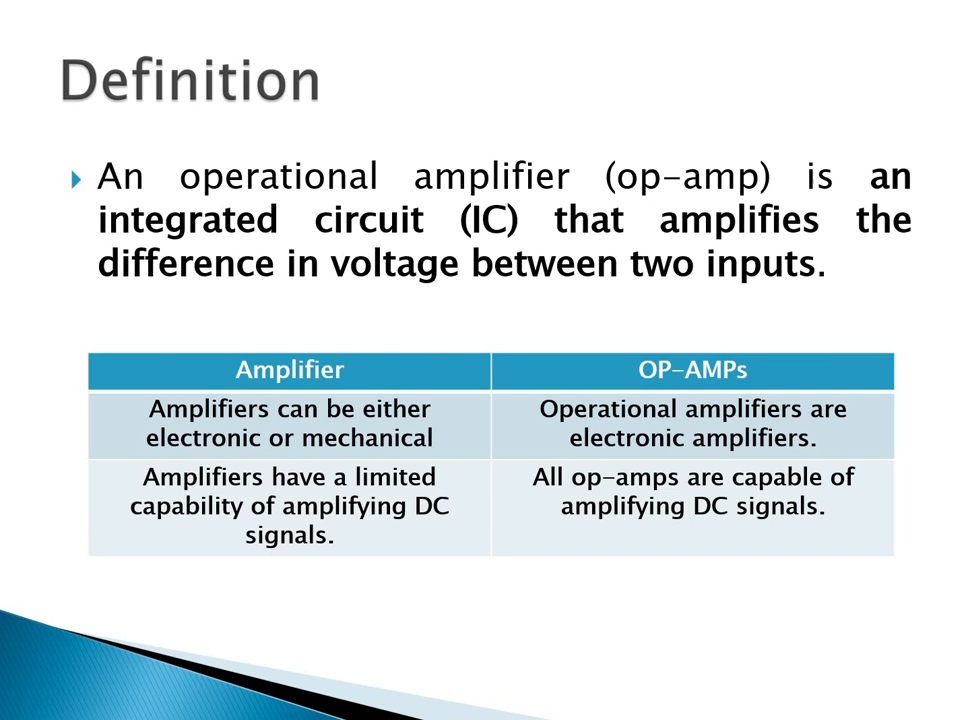 Definition
An operational amplifier (op-amp) is an
integrated circuit (IC) that amplifies the
difference in voltage between two inputs.
Amplifier
OP-AMPs
Amplifiers can be either
electronic or mechanical
Operational amplifiers are
electronic amplifiers.
Amplifiers have a limited
capability of amplifying DC
signals.
All op-amps are capable of
amplifying DC signals.